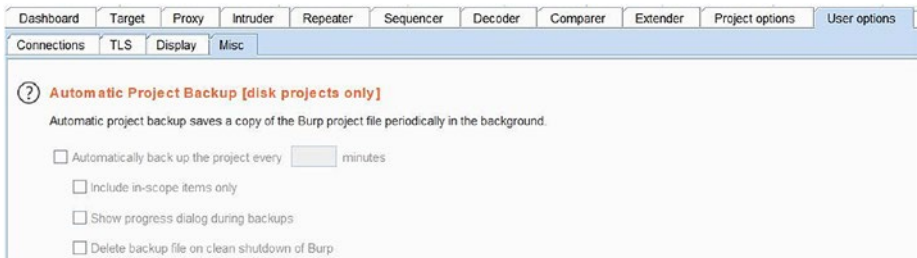 Dashboard Target Proxy Intruder Repeater Sequencer Decoder Comparer Extender Project options User options
Connections TLS Display Misc
? Automatic Project Backup [disk projects only]
Automatic project backup saves a copy of the Burp project file periodically in the background.
Automatically back up the project every minutes
Include in-scope items only
Show progress dialog during backups
Delete backup file on clean shutdown of Burp